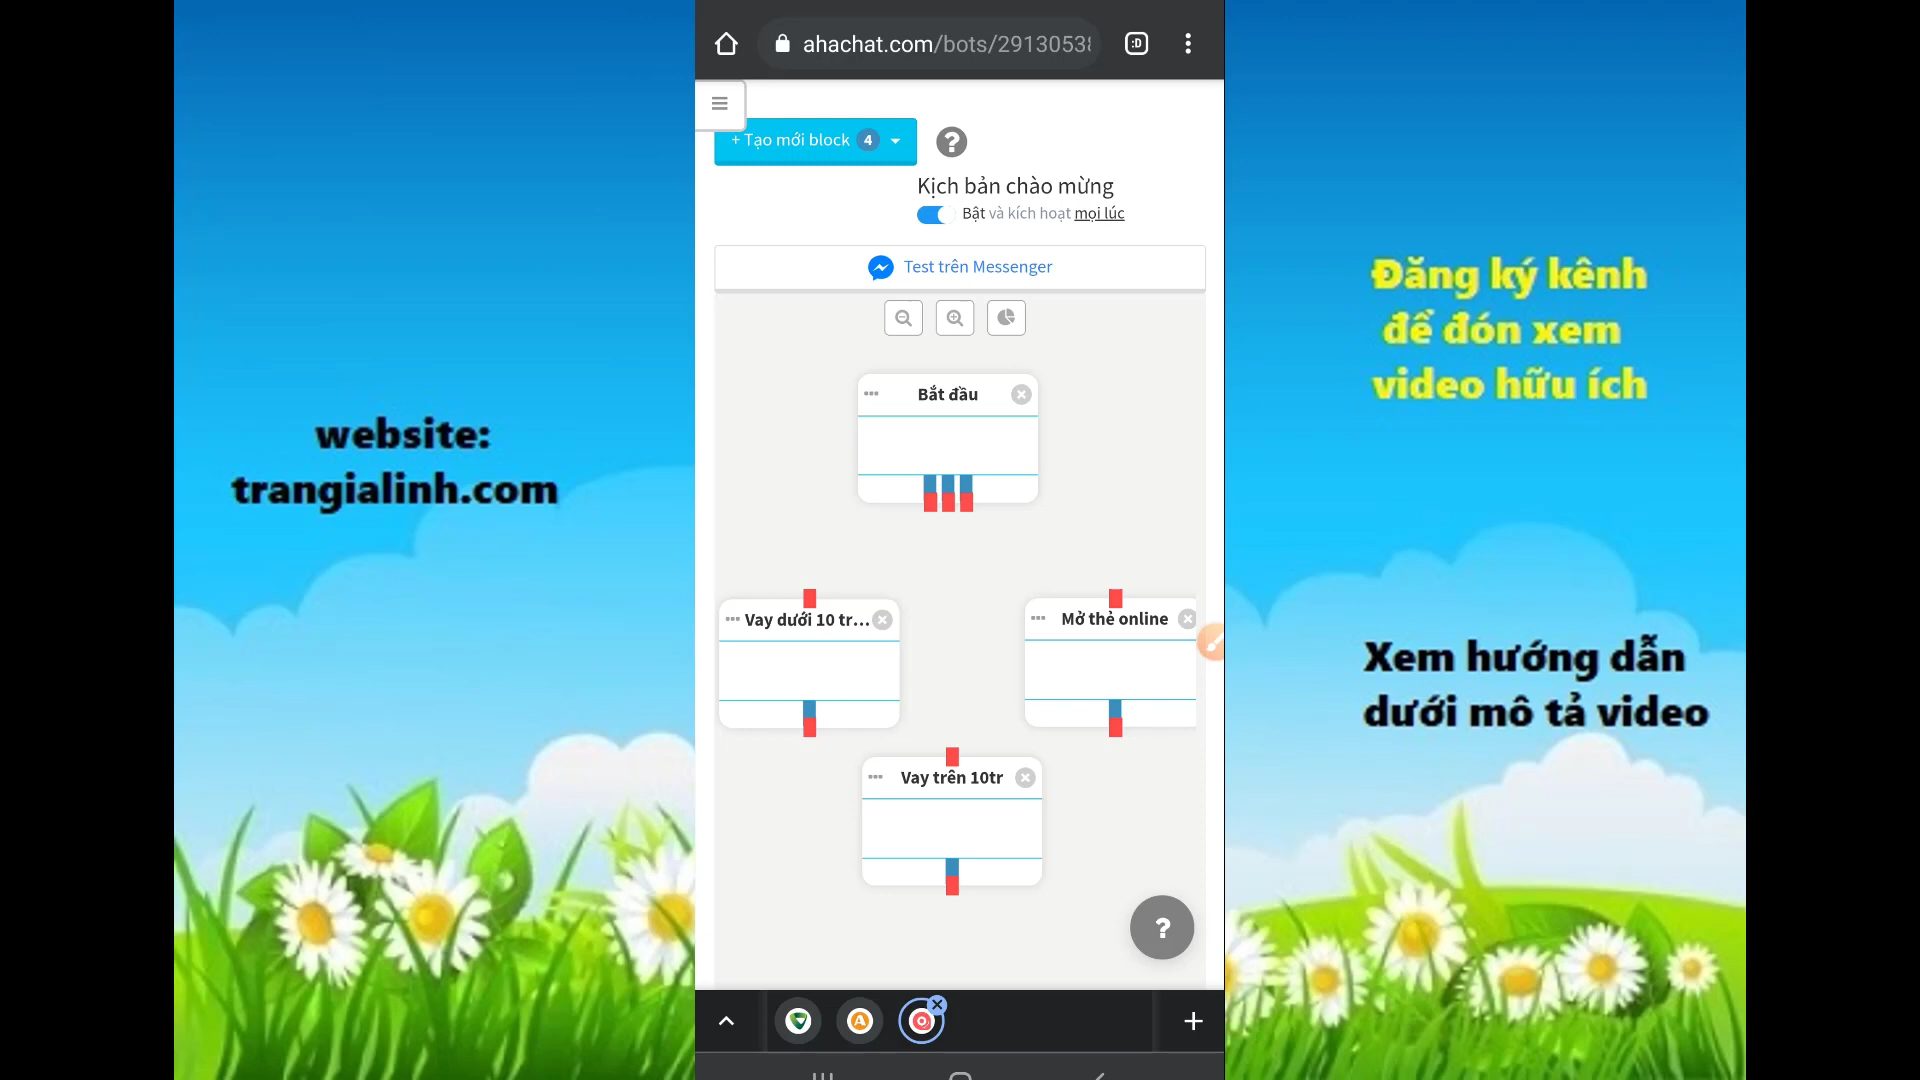 ahachat.com/bots/2913053
+ Tạo mới block 4
?
Kịch bản chào mừng
Bật và kích hoạt mọi lúc
Test trên Messenger
Bắt đầu
Vay dưới 10 tr...
Mở thẻ online
Vay trên 10tr
?
website:
trangialinh.com
Đăng ký kênh
để đón xem
video hữu ích
Xem hướng dẫn
dưới mô tả video